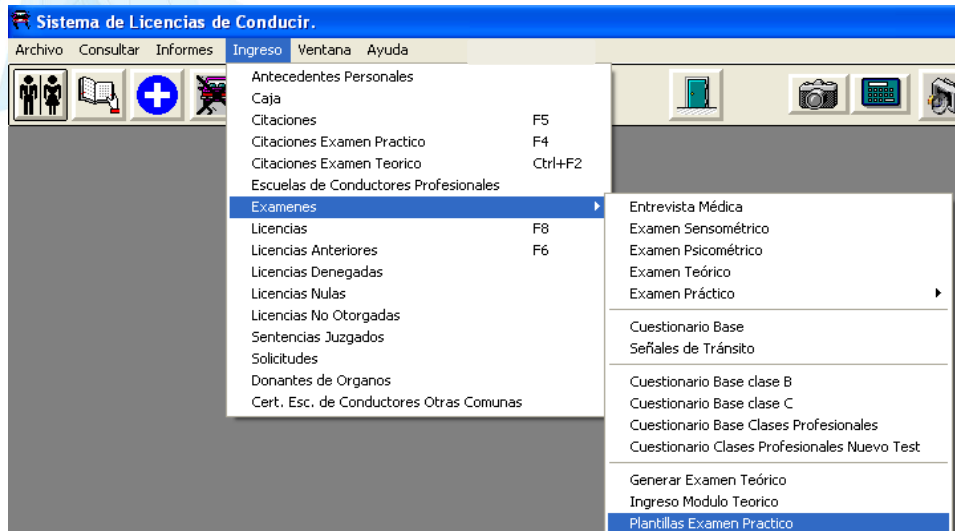 Sistema de Licencias de Conducir.
Archivo Consultar Informes Ingreso Ventana Ayuda
Antecedentes Personales
Caja
Citaciones F5
Citaciones Examen Practico F4
Citaciones Examen Teorico Ctrl+F2
Escuelas de Conductores Profesionales
Examenes
Licencias F8
Licencias Anteriores F6
Licencias Denegadas
Licencias Nulas
Licencias No Otorgadas
Sentencias Juzgados
Solicitudes
Donantes de Organos
Cert. Esc. de Conductores Otras Comunas
Entrevista Médica
Examen Sensométrico
Examen Psicométrico
Examen Teórico
Examen Práctico
Cuestionario Base
Señales de Tránsito
Cuestionario Base clase B
Cuestionario Base clase C
Cuestionario Base Clases Profesionales
Cuestionario Clases Profesionales Nuevo Test
Generar Examen Teórico
Ingreso Modulo Teorico
Plantillas Examen Practico